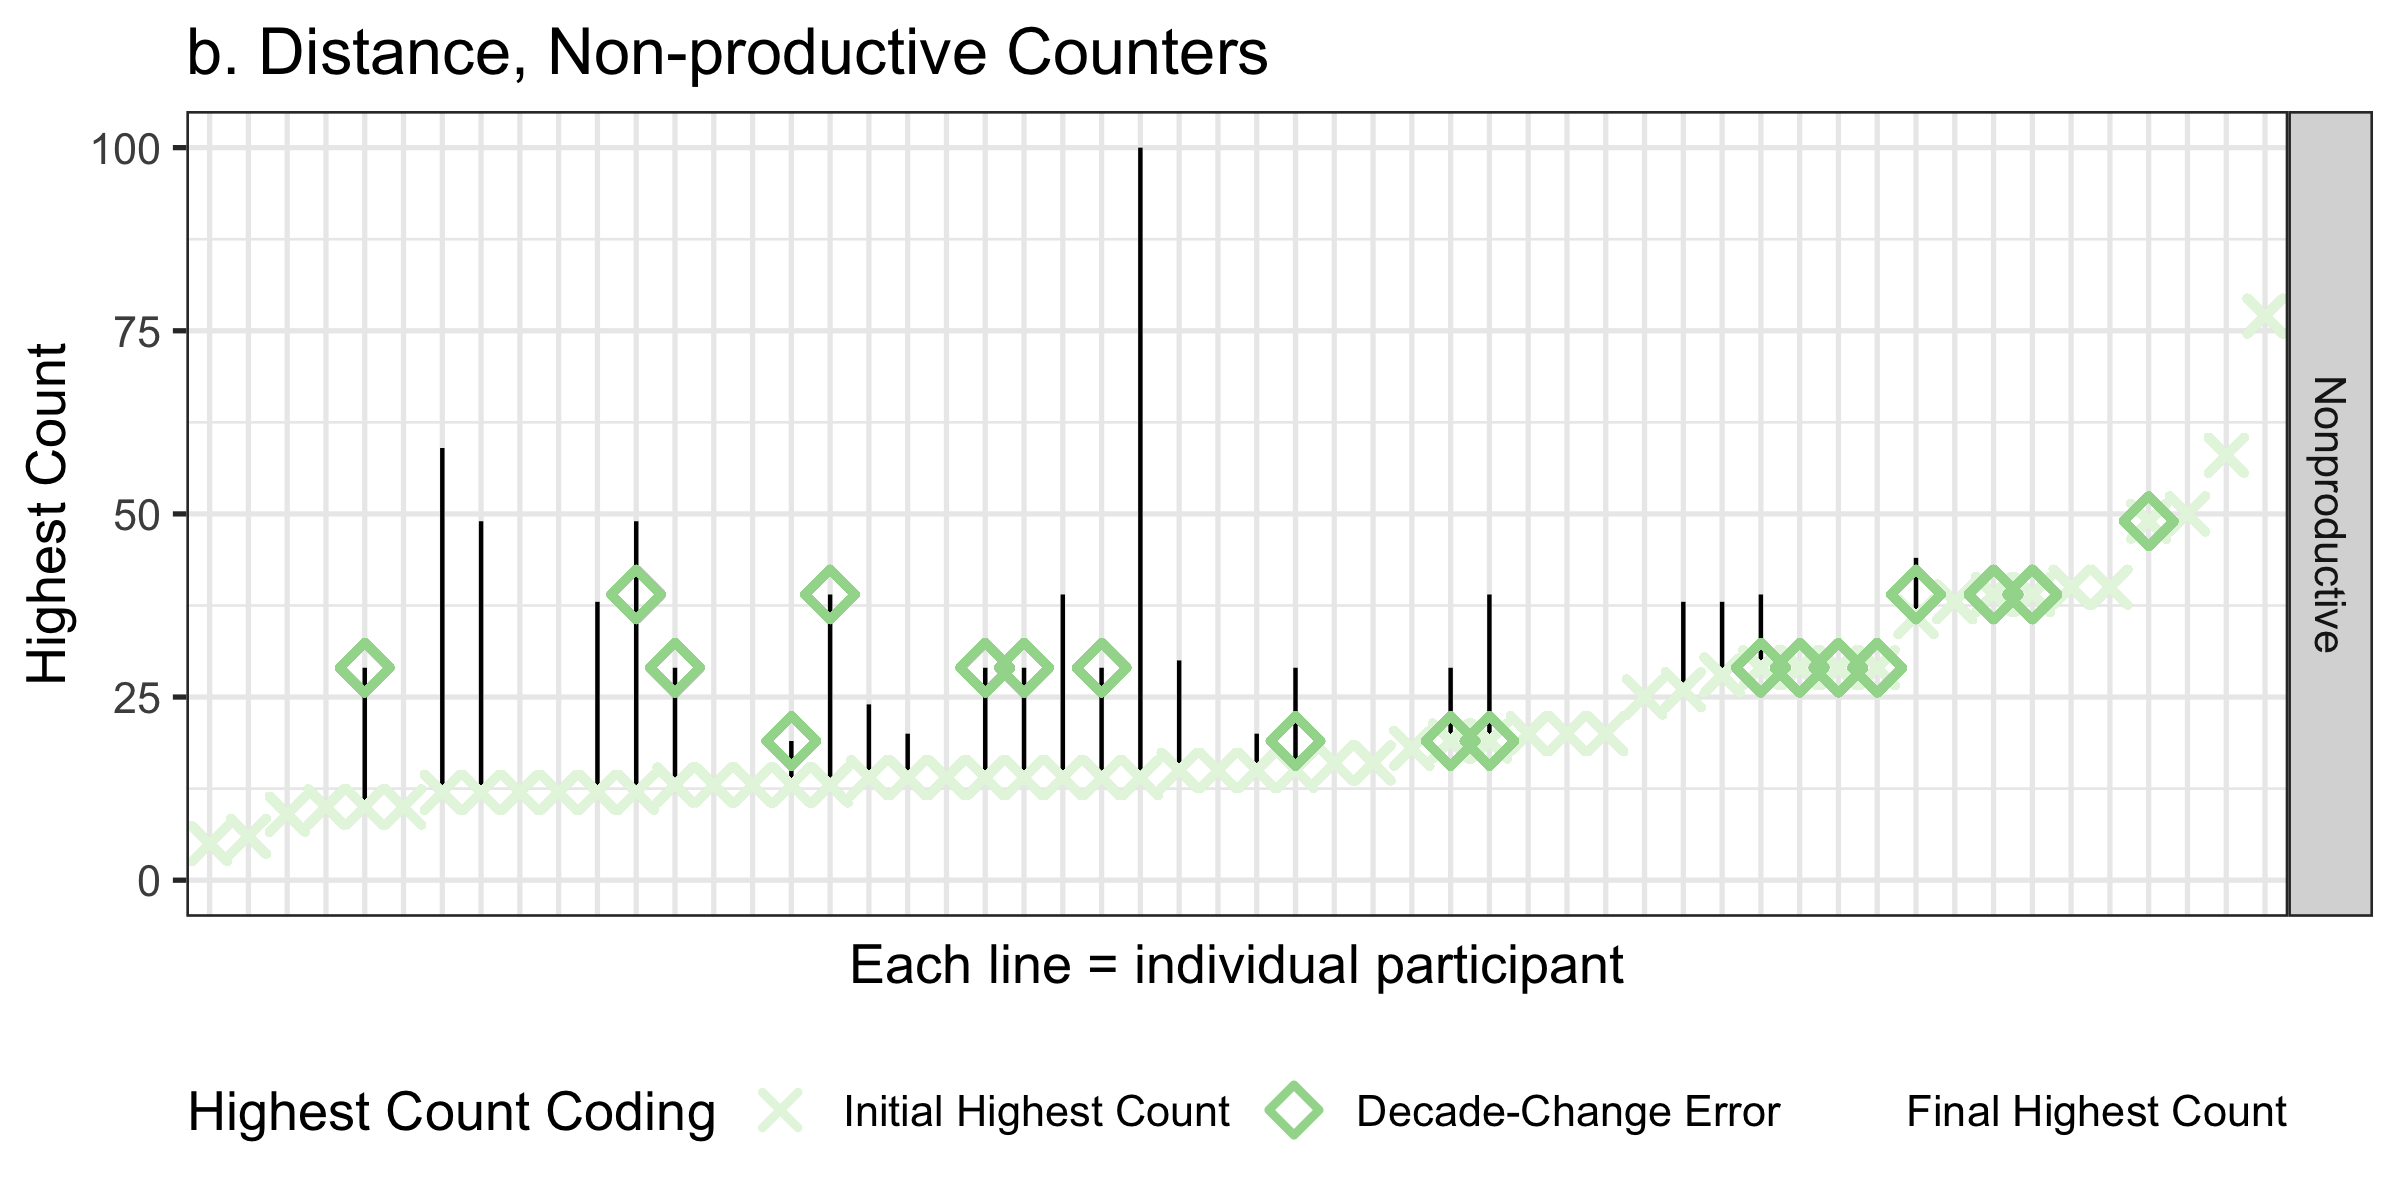 b. Distance, Non-productive Counters
Highest Count
100
75
50
25
0
Nonproductive
Each line = individual participant
Highest Count Coding
Initial Highest Count
Decade-Change Error
Final Highest Count